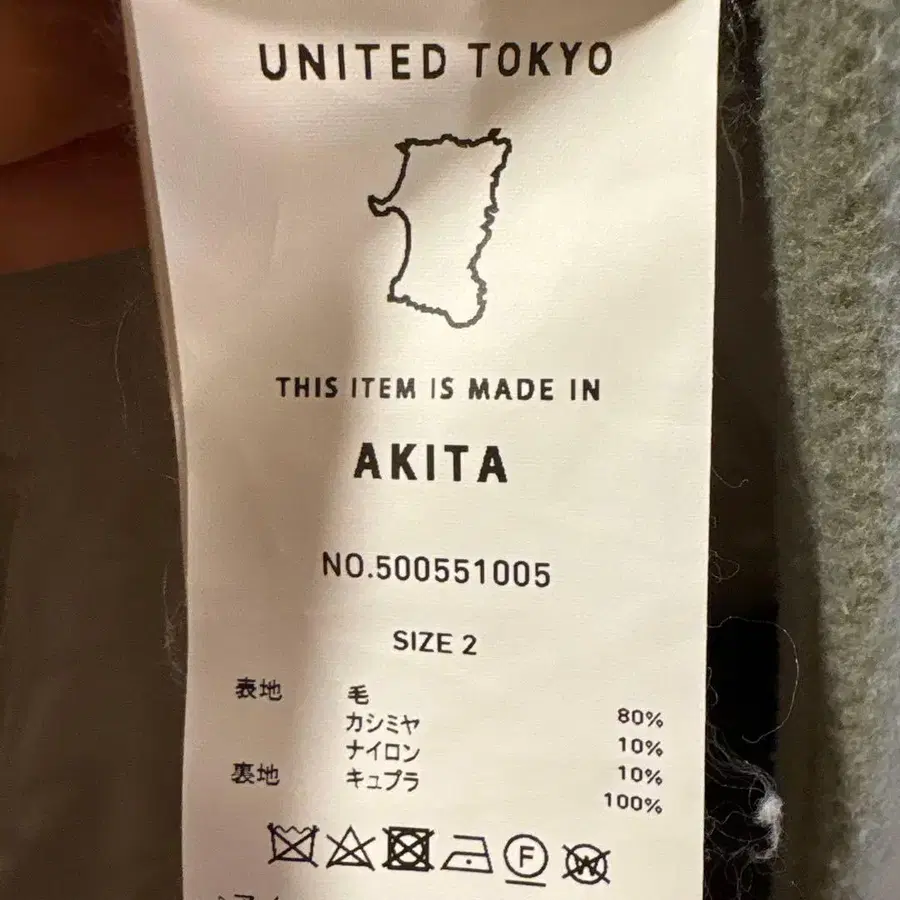 UNITED TOKYO
THIS ITEM IS MADE IN
AKITA
NO.500551005
SIZE 2
表地 毛 80%
カシミヤ 10%
ナイロン 10%
裏地 キュプラ 100%
F
W